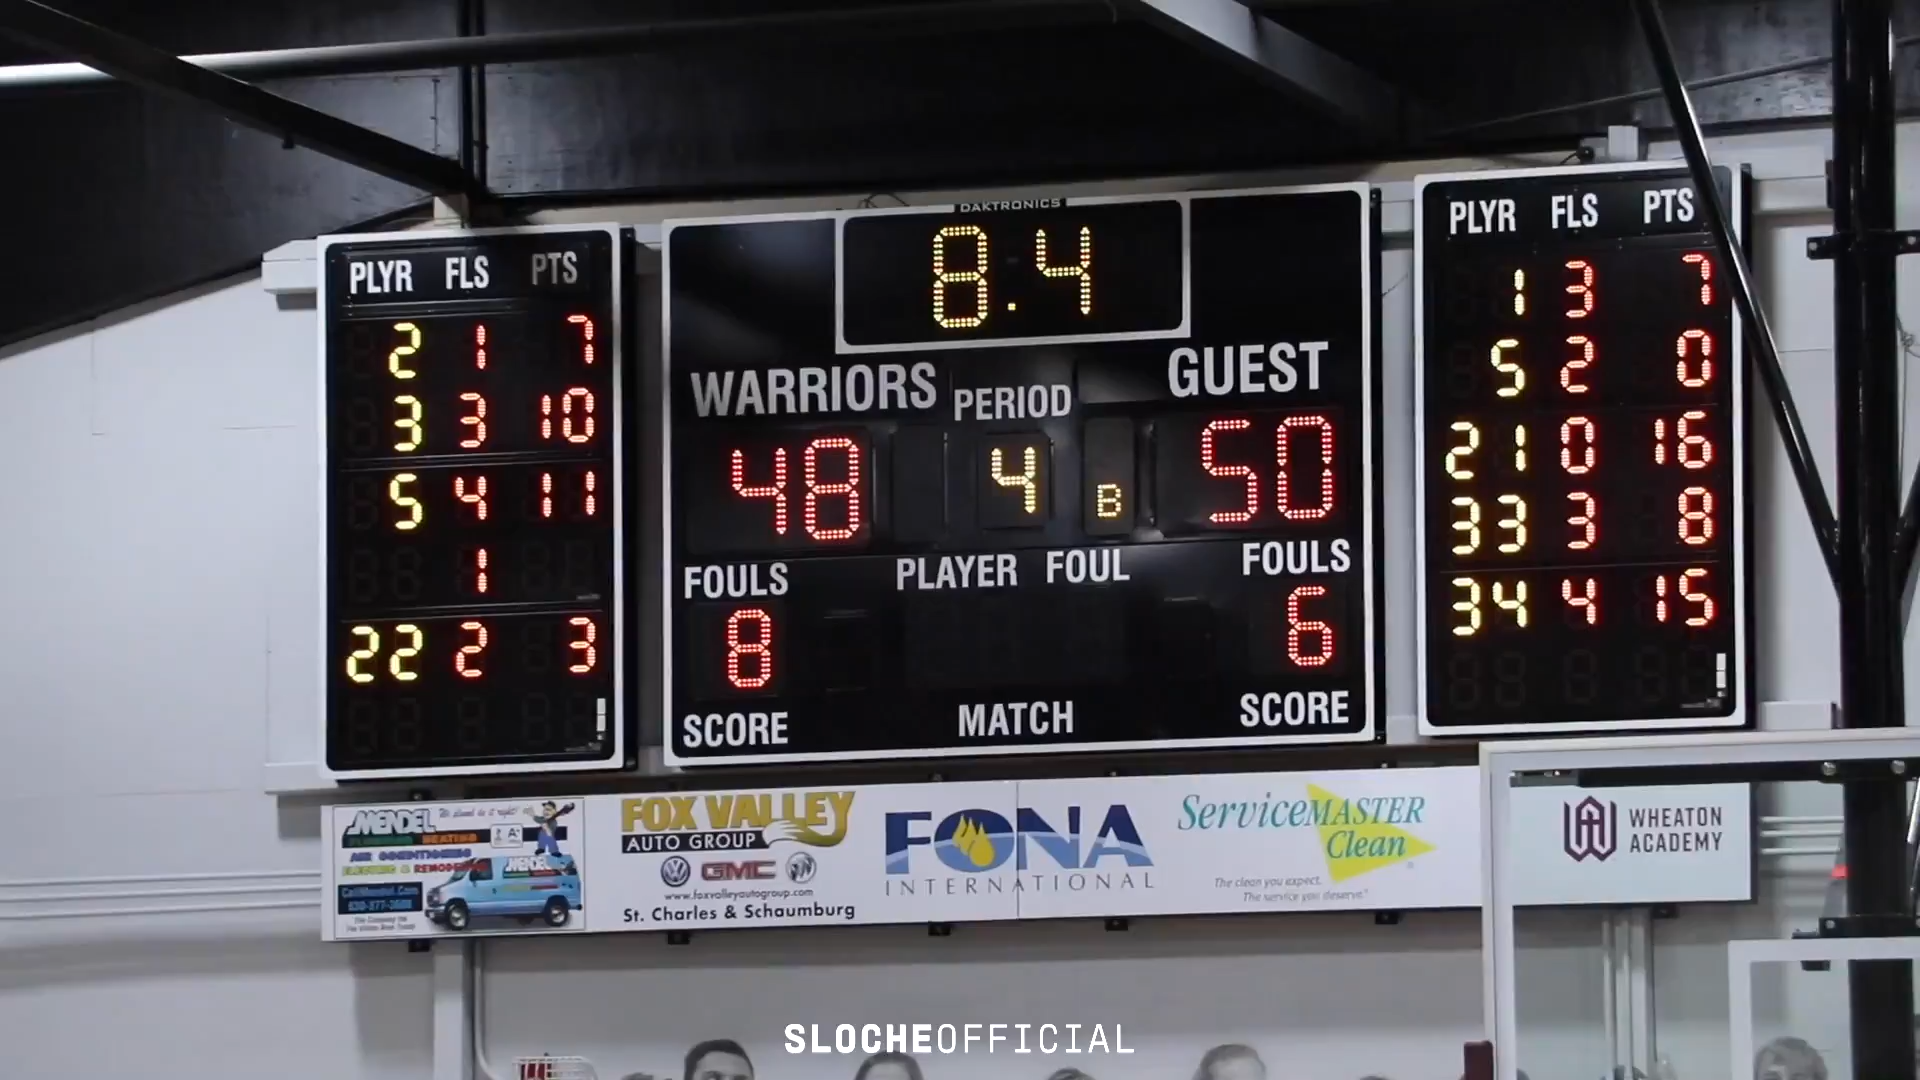 DAKTRONICS
8.4
PLYR FLS PTS
2 1 7
3 3 10
5 4 11
1
22 2 3
WARRIORS PERIOD GUEST
48 4 B 50
FOULS PLAYER FOUL FOULS
8 6
SCORE MATCH SCORE
PLYR FLS PTS
1 3 7
5 2 0
21 0 16
33 3 8
34 4 15
MENDEL
HEATING
AIR CONDITIONING
MENDEL
FOX VALLEY
AUTO GROUP
GMC
www.foxvalleyautogroup.com
St. Charles & Schaumburg
FONA
INTERNATIONAL
ServiceMASTER
Clean
The clean you expect.
The service you deserve.
WHEATON
ACADEMY
SLOCHEOFFICIAL